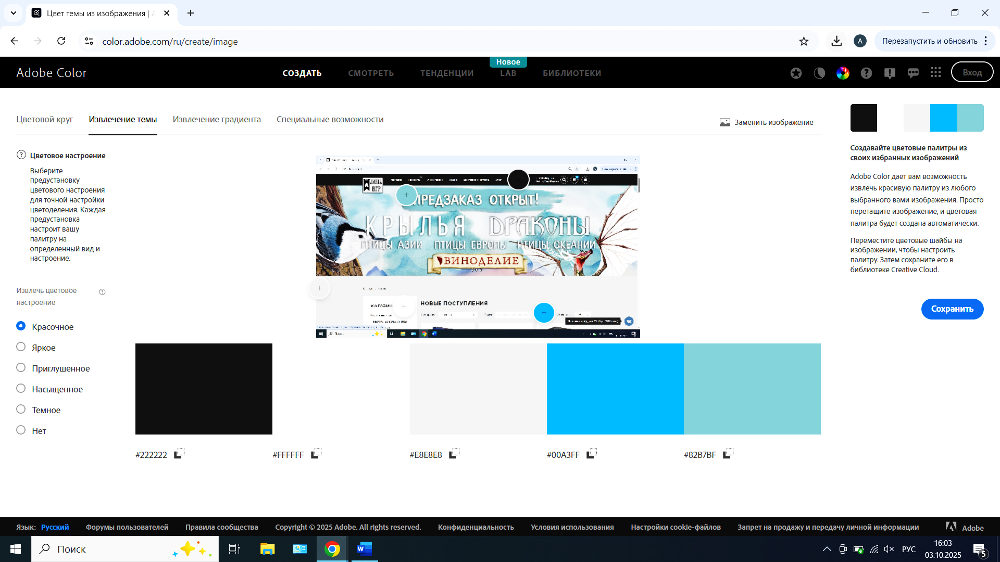 Цвет темы из изображения | A
color.adobe.com/ru/create/image
Перезапустить и обновить
Adobe Color
СОЗДАТЬ
СМОТРЕТЬ
ТЕНДЕНЦИИ
Новое
LAB
БИБЛИОТЕКИ
Вход
Цветовой круг
Извлечение темы
Извлечение градиента
Специальные возможности
Заменить изображение
Цветовое настроение
Выберите
предустановку
цветового настроения
для точной настройки
цветоделения. Каждая
предустановка
настроит вашу
палитру на
определенный вид и
настроение.
Извлечь цветовое
настроение
Красочное
Яркое
Приглушенное
Насыщенное
Темное
Нет
ЛАВКА
ИГР
ПРЕДЗАКАЗ ОТКРЫТ!
КРЫЛЬЯ ДРАКОНЫ
ПТИЦЫ АЗИИ ПТИЦЫ ЕВРОПЫ ПТИЦЫ ОКЕАНИИ
ВИНОДЕЛИЕ
МАГАЗИН
НОВЫЕ ПОСТУПЛЕНИЯ
#222222
#FFFFFF
#E8E8E8
#00A3FF
#82B7BF
Создавайте цветовые палитры из
своих избранных изображений
Adobe Color дает вам возможность
извлечь красивую палитру из любого
выбранного вами изображения. Просто
перетащите изображение, и цветовая
палитра будет создана автоматически.
Переместите цветовые шайбы на
изображении, чтобы настроить
палитру. Затем сохраните его в
библиотеке Creative Cloud.
Сохранить
Язык: Русский
Форумы пользователей
Правила сообщества
Copyright © 2025 Adobe. All rights reserved.
Конфиденциальность
Условия использования
Настройки cookie-файлов
Запрет на продажу и передачу личной информации
Adobe
Поиск
РУС
16:03
03.10.2025
5